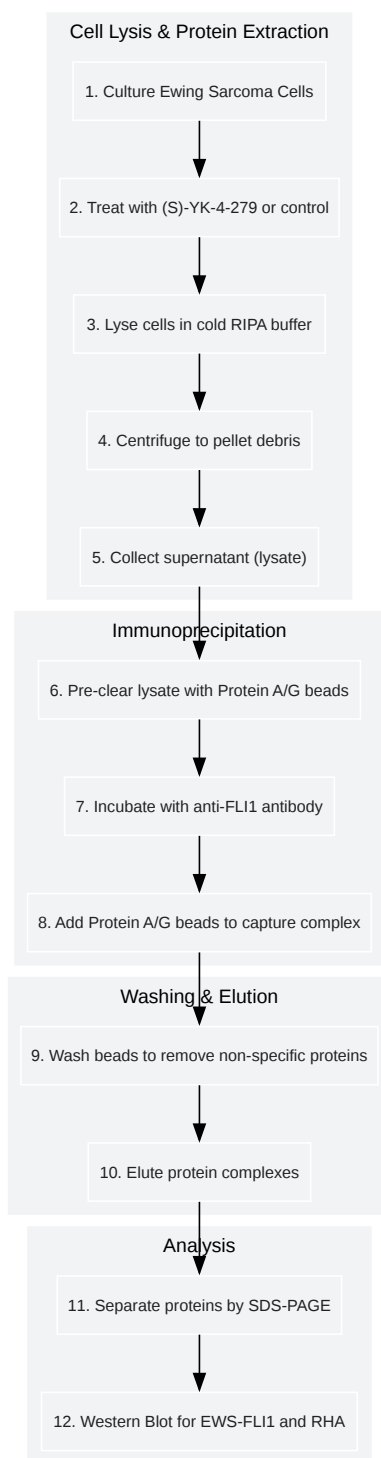 Cell Lysis & Protein Extraction
1. Culture Ewing Sarcoma Cells
2. Treat with (S)-YK-4-279 or control
3. Lyse cells in cold RIPA buffer
4. Centrifuge to pellet debris
5. Collect supernatant (lysate)
Immunoprecipitation
6. Pre-clear lysate with Protein A/G beads
7. Incubate with anti-FLI1 antibody
8. Add Protein A/G beads to capture complex
Washing & Elution
9. Wash beads to remove non-specific proteins
10. Elute protein complexes
Analysis
11. Separate proteins by SDS-PAGE
12. Western Blot for EWS-FLI1 and RHA